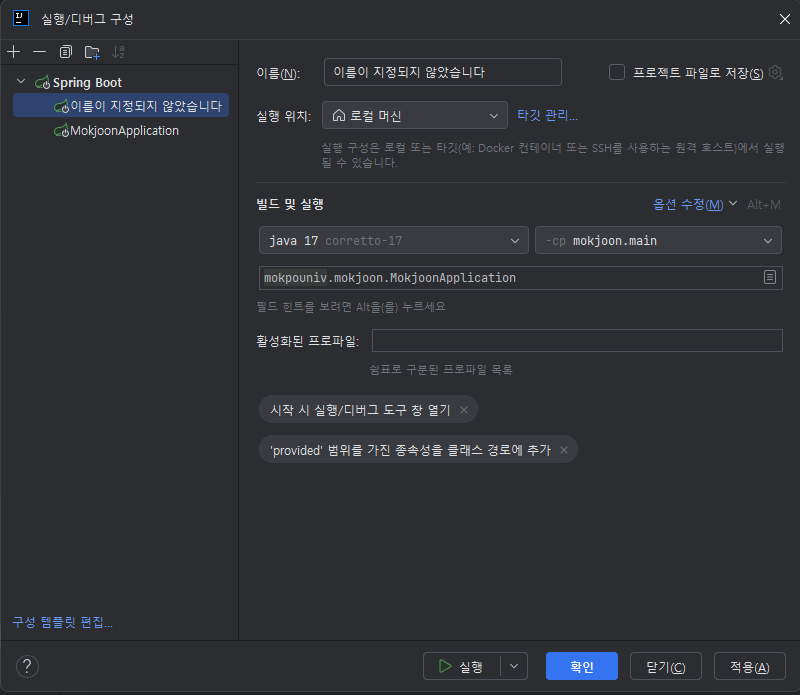 실행/디버그 구성
Spring Boot
이름이 지정되지 않았습니다
MokjoonApplication
구성 템플릿 편집...
이름(N):
이름이 지정되지 않았습니다
프로젝트 파일로 저장(S)
실행 위치:
로컬 머신
타깃 관리...
실행 구성은 로컬 또는 타깃(예: Docker 컨테이너 또는 SSH를 사용하는 원격 호스트)에서 실행
될 수 있습니다.
빌드 및 실행
옵션 수정(M)
Alt+M
java 17 corretto-17
-cp mokjoon.main
mokpouniv.mokjoon.MokjoonApplication
필드 힌트를 보려면 Alt을(를) 누르세요
활성화된 프로파일:
쉼표로 구분된 프로파일 목록
시작 시 실행/디버그 도구 창 열기
'provided' 범위를 가진 종속성을 클래스 경로에 추가
?
실행
확인
닫기(C)
적용(A)